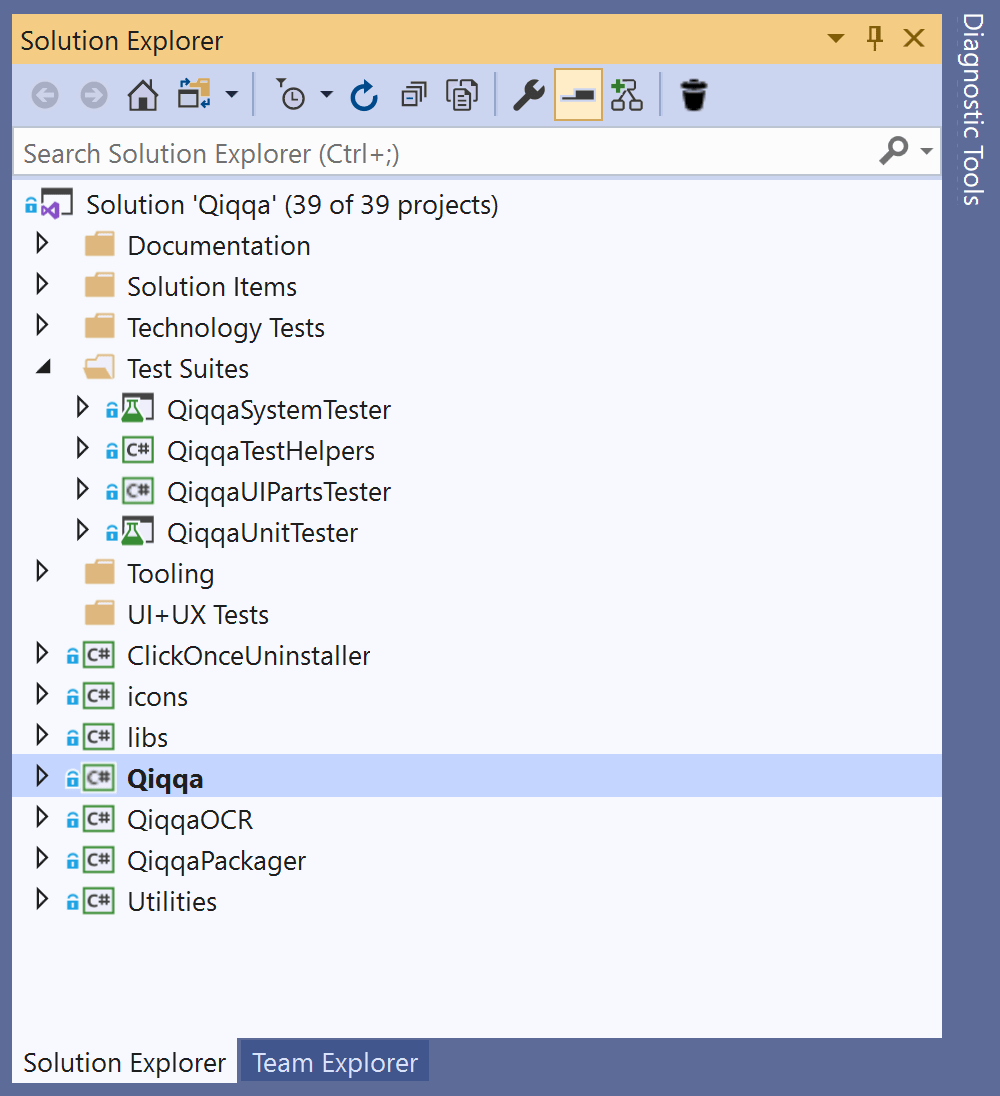 Solution Explorer
Search Solution Explorer (Ctrl+;)
Solution 'Qiqqa' (39 of 39 projects)
Documentation
Solution Items
Technology Tests
Test Suites
QiqqaSystemTester
C# QiqqaTestHelpers
C# QiqqaUIPartsTester
QiqqaUnitTester
Tooling
UI+UX Tests
C# ClickOnceUninstaller
C# icons
C# libs
C# Qiqqa
C# QiqqaOCR
C# QiqqaPackager
C# Utilities
Solution Explorer
Team Explorer
Diagnostic Tools